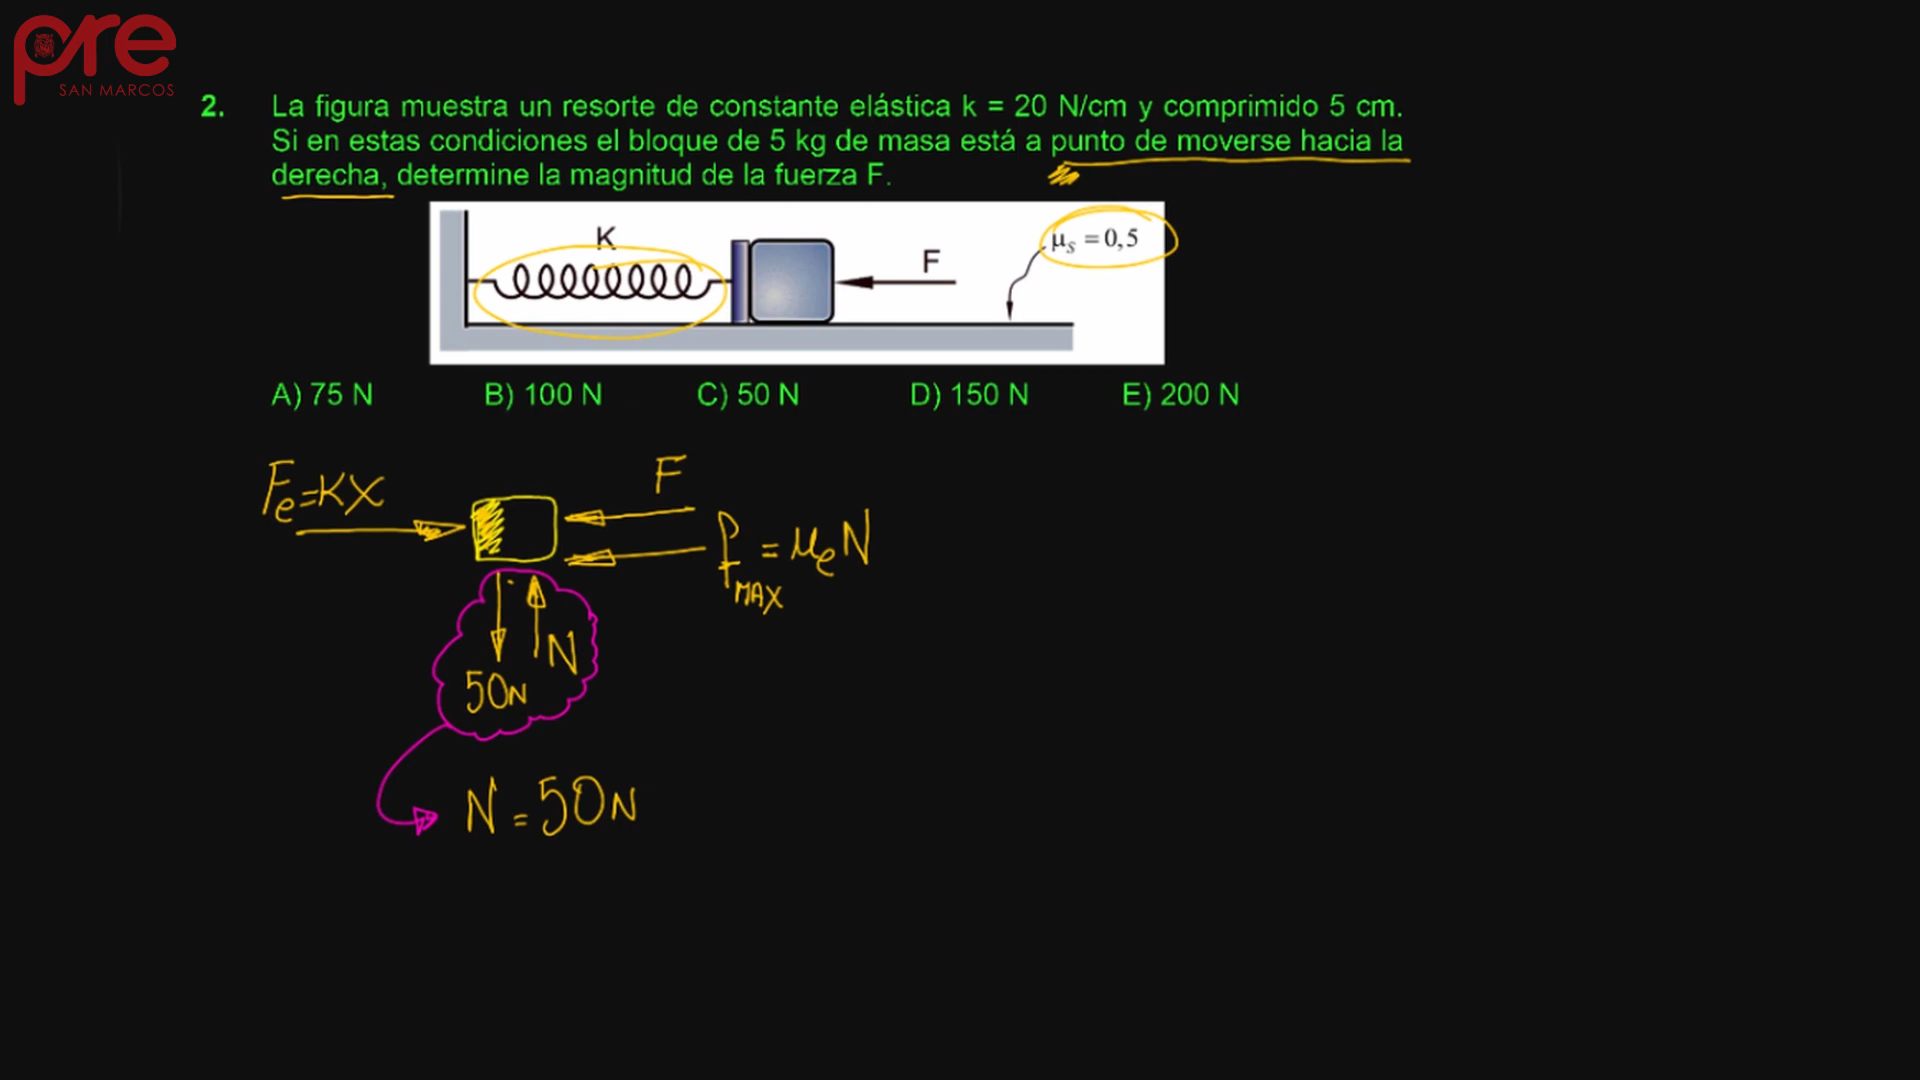 pre
SAN MARCOS
2. La figura muestra un resorte de constante elástica k = 20 N/cm y comprimido 5 cm.
Si en estas condiciones el bloque de 5 kg de masa está a punto de moverse hacia la
derecha, determine la magnitud de la fuerza F.
K
F
μs = 0,5
A) 75 N B) 100 N C) 50 N D) 150 N E) 200 N
Fe=KX
F
fMAX = μeN
50N
N
N = 50N